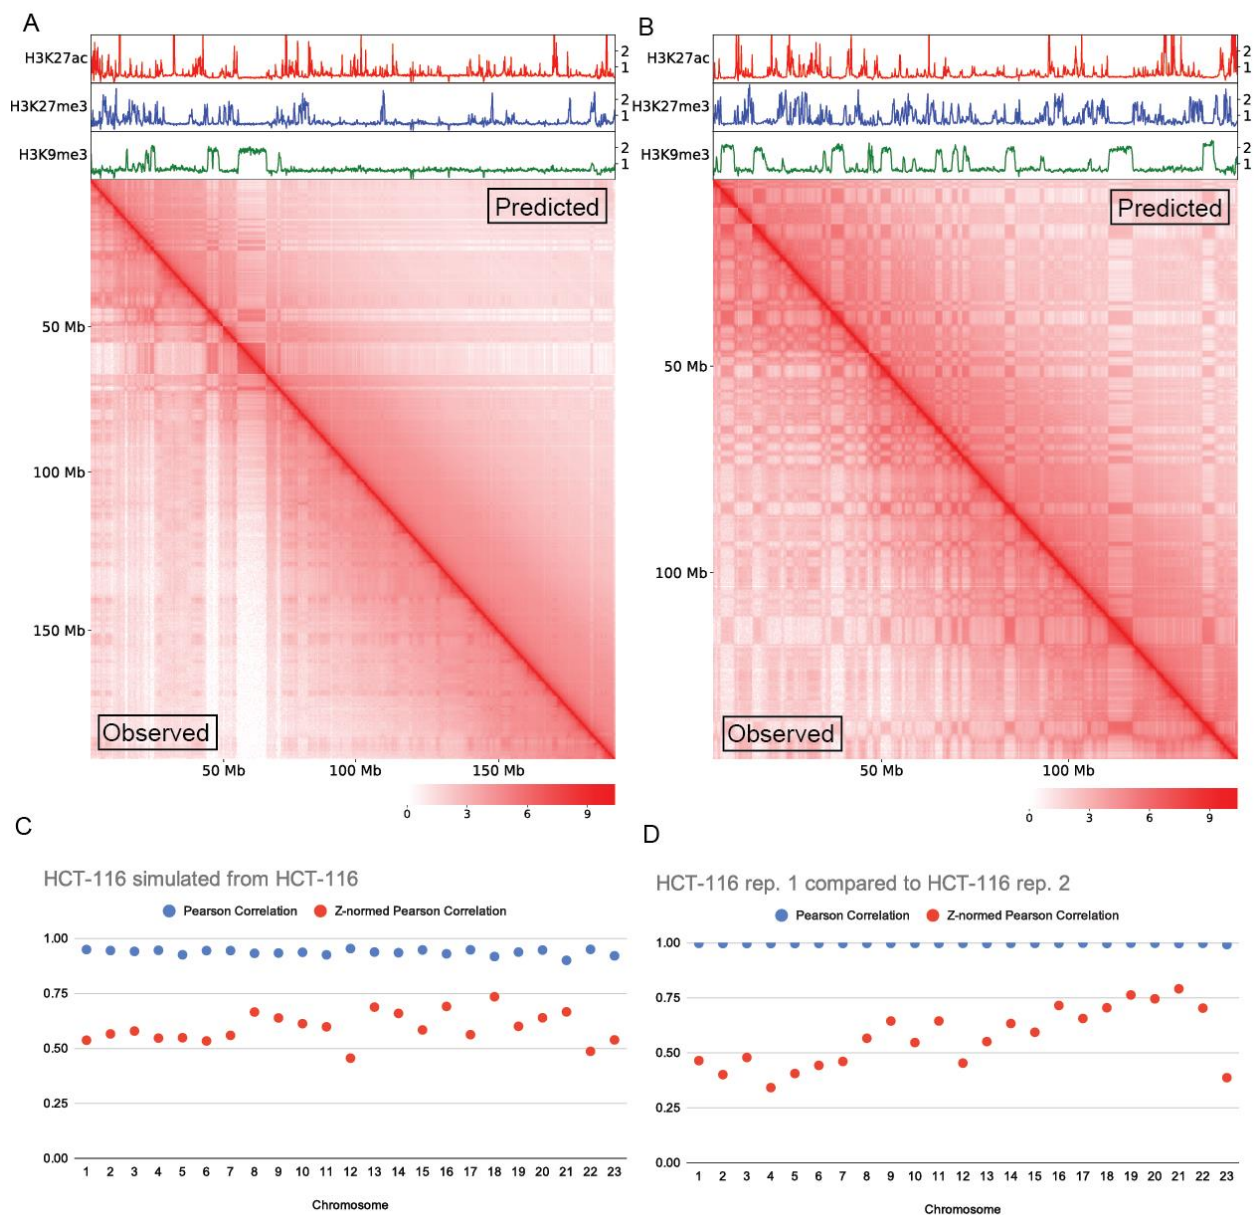 A
H3K27ac
2
1
H3K27me3
2
1
H3K9me3
2
1
Predicted
50 Mb
100 Mb
150 Mb
Observed
50 Mb 100 Mb 150 Mb
0 3 6 9
B
H3K27ac
2
1
H3K27me3
2
1
H3K9me3
2
1
Predicted
50 Mb
100 Mb
Observed
50 Mb 100 Mb
0 3 6 9
C
HCT-116 simulated from HCT-116
Pearson Correlation Z-normed Pearson Correlation
1.00
0.75
0.50
0.25
0.00
1 2 3 4 5 6 7 8 9 10 11 12 13 14 15 16 17 18 19 20 21 22 23
Chromosome
D
HCT-116 rep. 1 compared to HCT-116 rep. 2
Pearson Correlation Z-normed Pearson Correlation
1.00
0.75
0.50
0.25
0.00
1 2 3 4 5 6 7 8 9 10 11 12 13 14 15 16 17 18 19 20 21 22 23
Chromosome